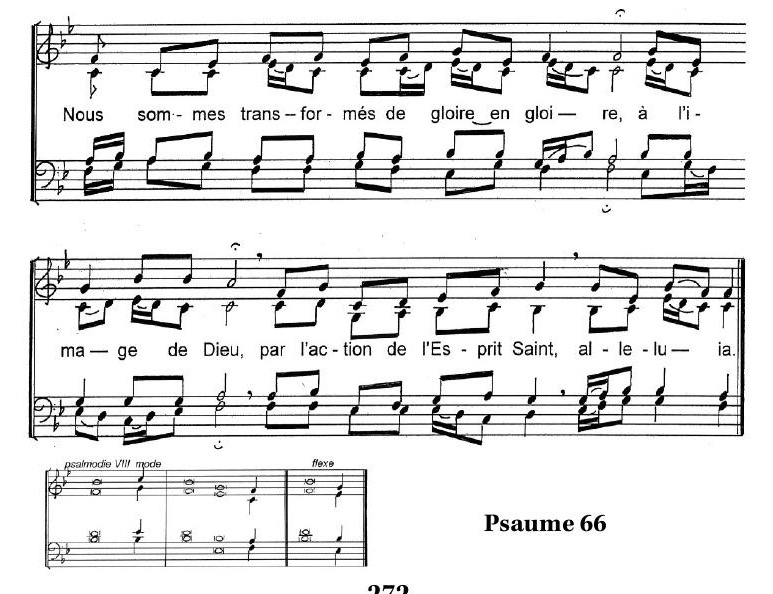 Nous som - mes trans - for - més de gloire en gloi — re, à l'i -
ma — ge de Dieu, par l'ac - tion de l'Es - prit Saint, al - le - lu — ia.
psalmodie VIII mode flexe
Psaume 66
272